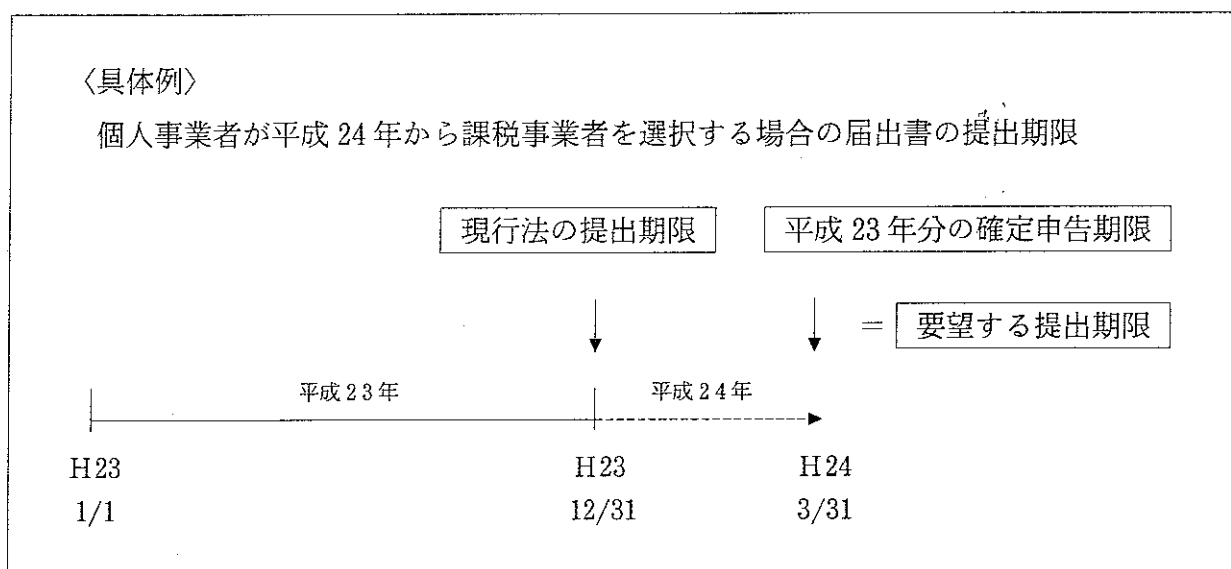 〈具体例〉
個人事業者が平成 24 年から課税事業者を選択する場合の届出書の提出期限
現行法の提出期限 平成 23 年分の確定申告期限
= 要望する提出期限
平成23年 平成24年
H23 H23 H24
1/1 12/31 3/31